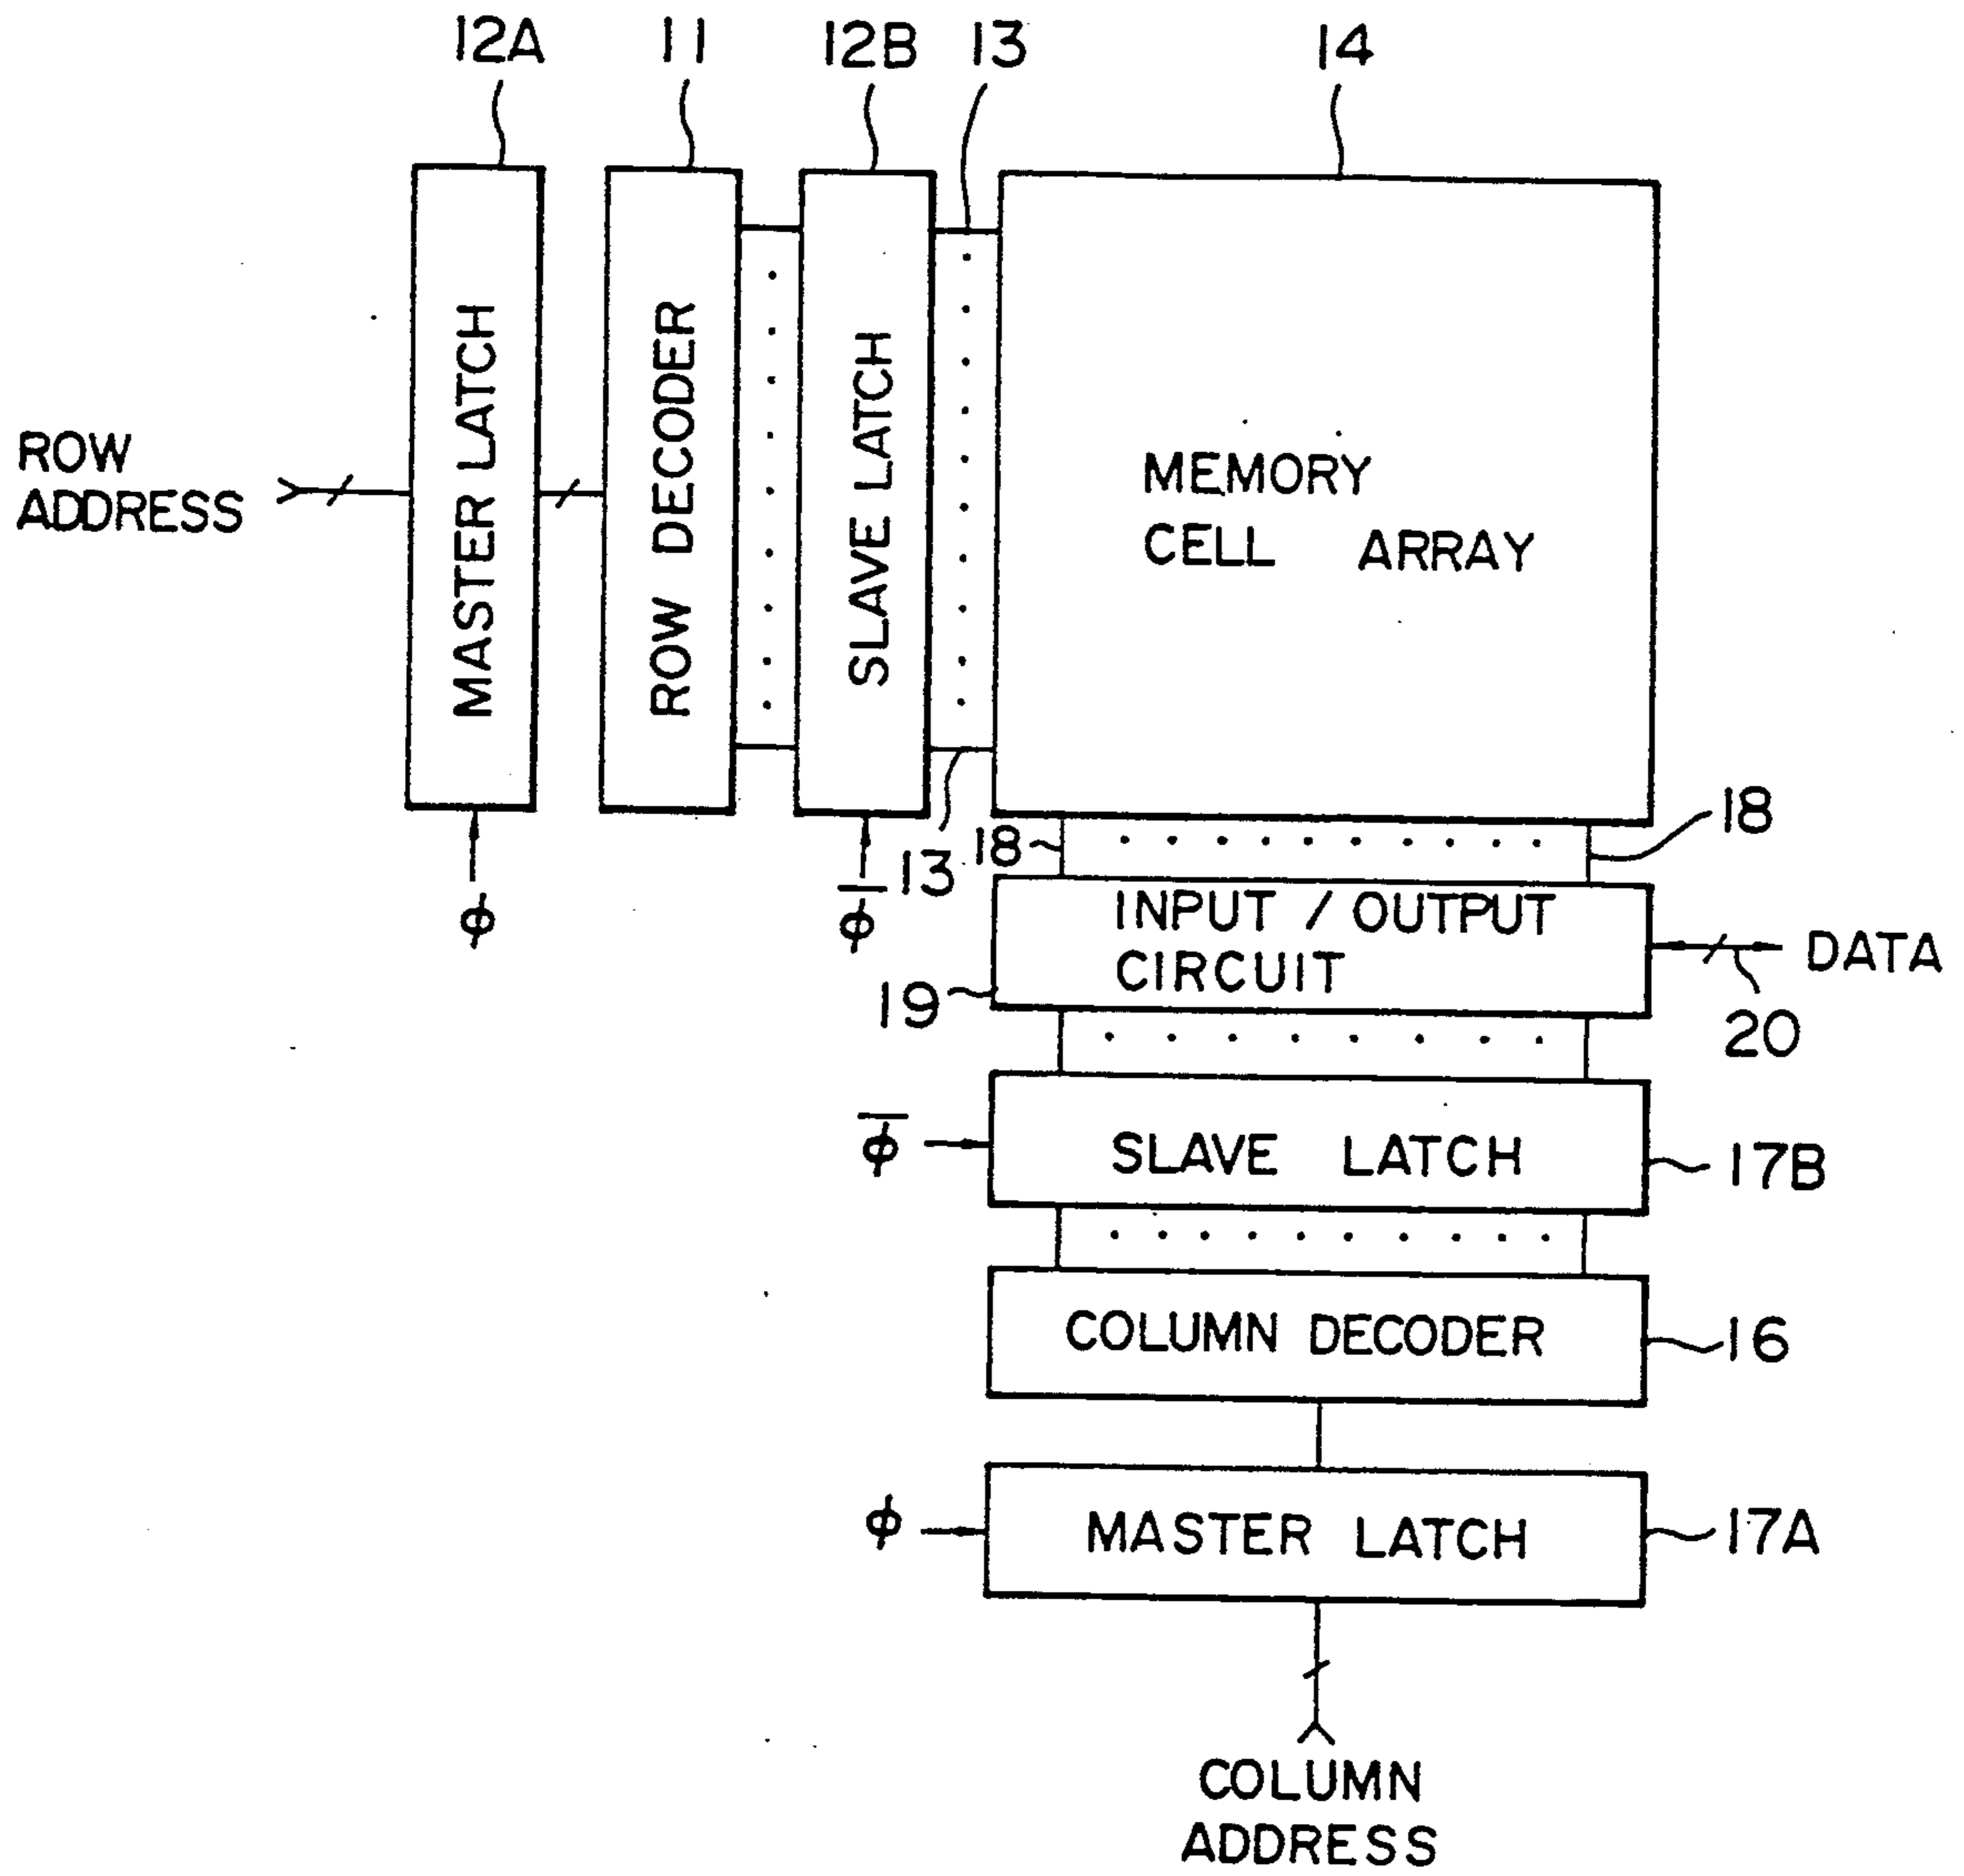 12A 11 12B 13 14
MASTER LATCH
ROW DECODER
SLAVE LATCH
ROW
ADDRESS
MEMORY
CELL ARRAY
ϕ
ϕ̅
13
18
18
INPUT / OUTPUT
CIRCUIT
DATA
19
20
ϕ̅
SLAVE LATCH
17B
COLUMN DECODER
16
ϕ
MASTER LATCH
17A
COLUMN
ADDRESS